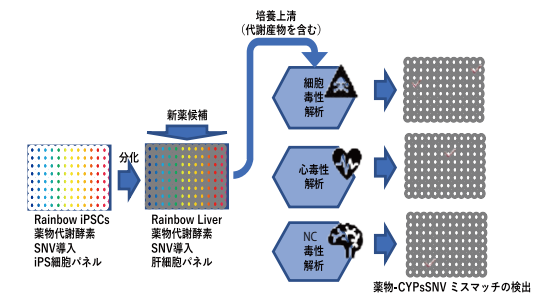 培養上清
（代謝産物を含む）
新薬候補
分化
Rainbow iPSCs
薬物代謝酵素
SNV導入
iPS細胞パネル
Rainbow Liver
薬物代謝酵素
SNV導入
肝細胞パネル
細胞
毒性
解析
心毒性
解析
NC
毒性
解析
薬物-CYPsSNV ミスマッチの検出